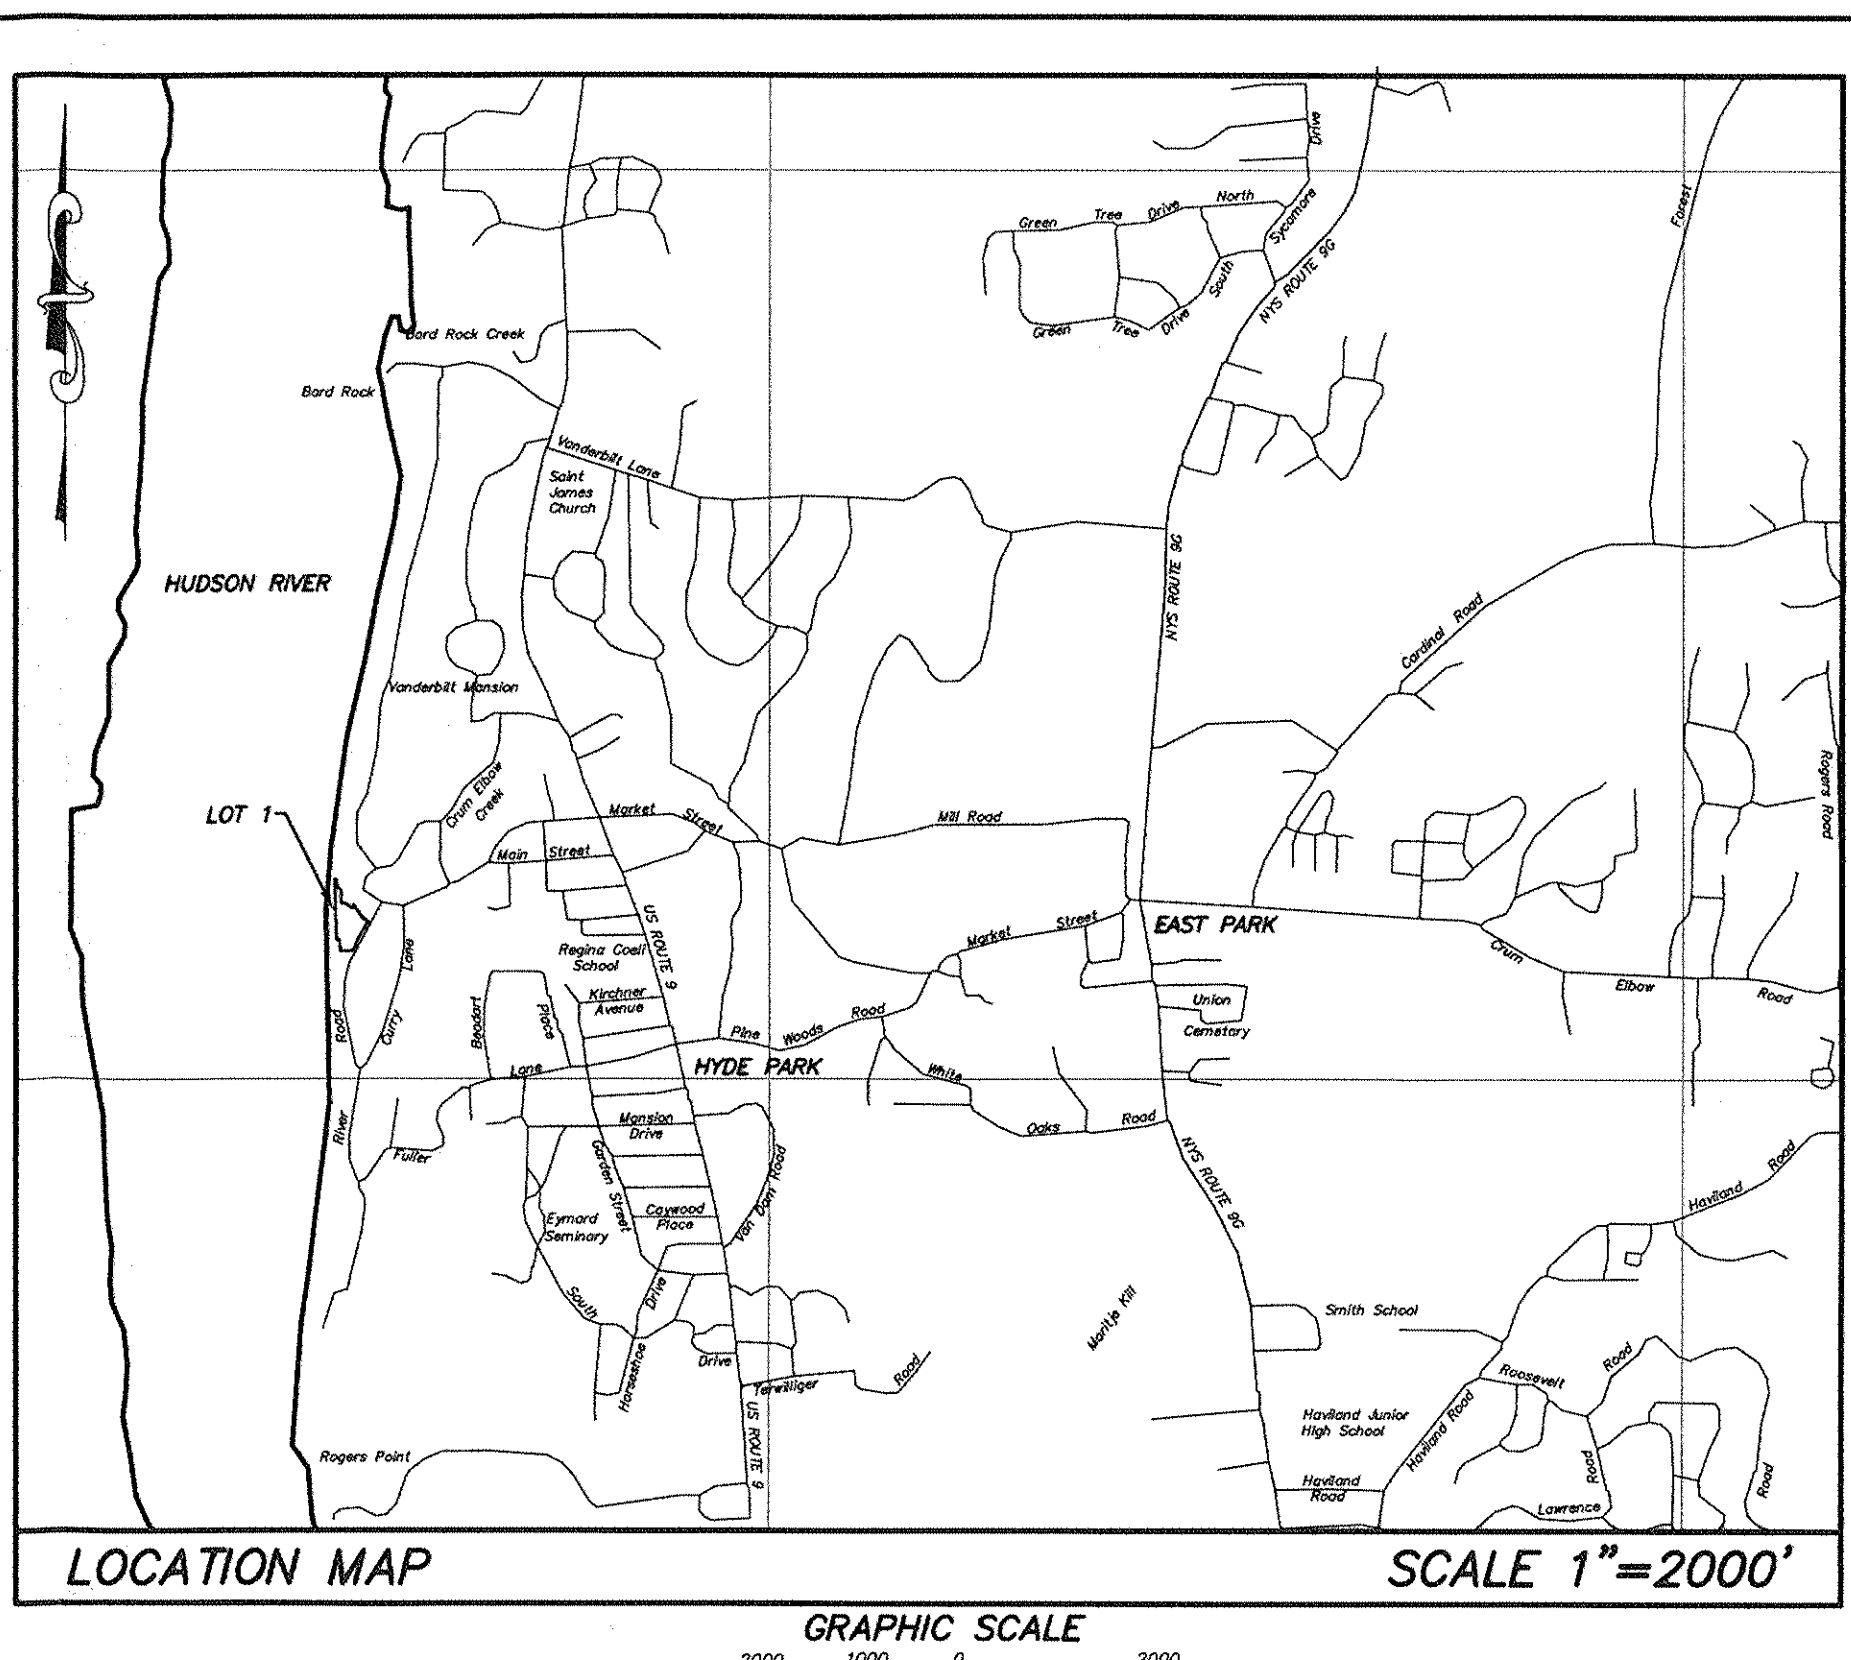 Drive
North
Drive
Tree
Green
Sycamore
Forest
South
NYS ROUTE 9G
Green
Tree
Drive
Bard Rock Creek
Bard Rock
Vanderbilt Lane
Saint
James
Church
HUDSON RIVER
NYS ROUTE 9G
Cardinal Road
Vanderbilt Mansion
Crum Elbow
Creek
Rogers Road
LOT 1
Market
Street
Mill Road
Main Street
US ROUTE 9
Market Street
EAST PARK
Crum
Elbow
Road
Lane
Regina Coeli
School
Kirchner
Avenue
Union
Cemetary
Road
Curry
Beadart
Place
Pine Woods Road
Lane
HYDE PARK
White
Oaks
Road
River
Fuller
Mansion
Drive
Garden Street
Van Dam Road
NYS ROUTE 9G
Haviland Road
Caywood
Place
Eymard
Seminary
South
Drive
Horseshoe
Drive
Terwilliger
Road
Maritje Kill
Smith School
Roosevelt
Road
Haviland Junior
High School
Haviland Road
US ROUTE 9
Rogers Point
Haviland
Road
Road
Lawrence
Road
LOCATION MAP
SCALE 1"=2000'
GRAPHIC SCALE
2000 1000 0 2000